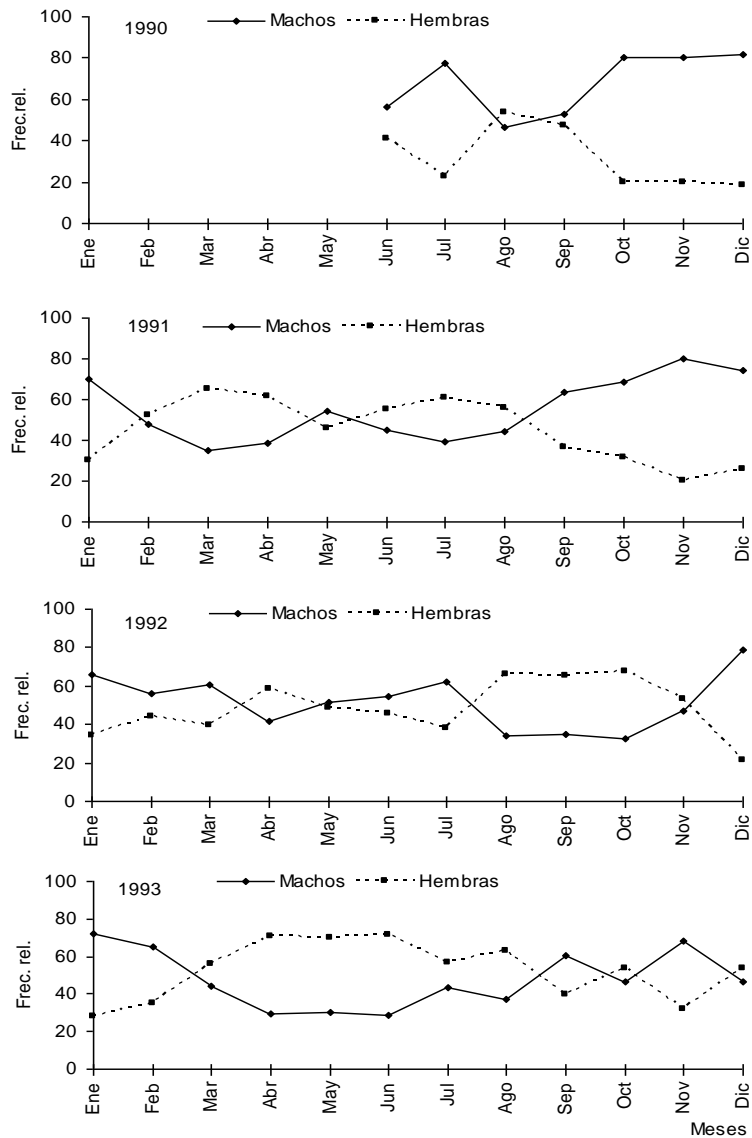 1990
Machos Hembras
Frec.rel.
100
80
60
40
20
0
Ene Feb Mar Abr May Jun Jul Ago Sep Oct Nov Dic
1991
Machos Hembras
Frec. rel.
100
80
60
40
20
0
Ene Feb Mar Abr May Jun Jul Ago Sep Oct Nov Dic
1992
Machos Hembras
Frec. rel.
100
80
60
40
20
0
Ene Feb Mar Abr May Jun Jul Ago Sep Oct Nov Dic
1993
Machos Hembras
Frec. rel.
100
80
60
40
20
0
Ene Feb Mar Abr May Jun Jul Ago Sep Oct Nov Dic
Meses